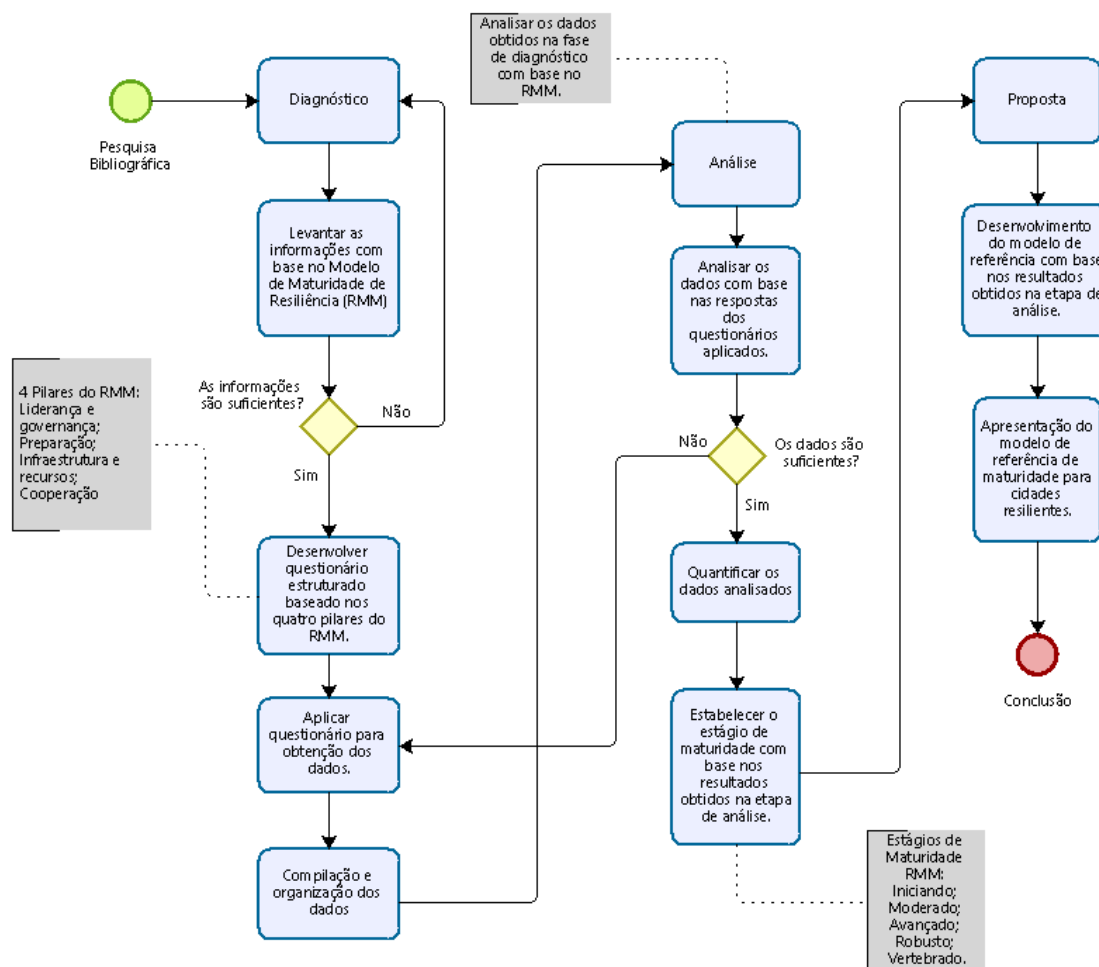 Pesquisa
Bibliográfica
Diagnóstico
Levantar as
informações com
base no Modelo
de Maturidade de
Resiliência (RMM)
As informações
são suficientes?
Não
Sim
4 Pilares do RMM:
Liderança e
governança;
Preparação;
Infraestrutura e
recursos;
Cooperação
Desenvolver
questionário
estruturado
baseado nos
quatro pilares do
RMM.
Aplicar
questionário para
obtenção dos
dados.
Compilação e
organização dos
dados
Analisar os dados
obtidos na fase
de diagnóstico
com base no
RMM.
Análise
Analisar os
dados com base
nas respostas
dos
questionários
aplicados.
Não
Os dados são
suficientes?
Sim
Quantificar os
dados analisados
Estabelecer o
estágio de
maturidade com
base nos
resultados
obtidos na etapa
de análise.
Estágios de
Maturidade
RMM:
Iniciando;
Moderado;
Avançado;
Robusto;
Vertebrado.
Proposta
Desenvolvimento
do modelo de
referência com base
nos resultados
obtidos na etapa de
análise.
Apresentação do
modelo de
referência de
maturidade para
cidades
resilientes.
Conclusão